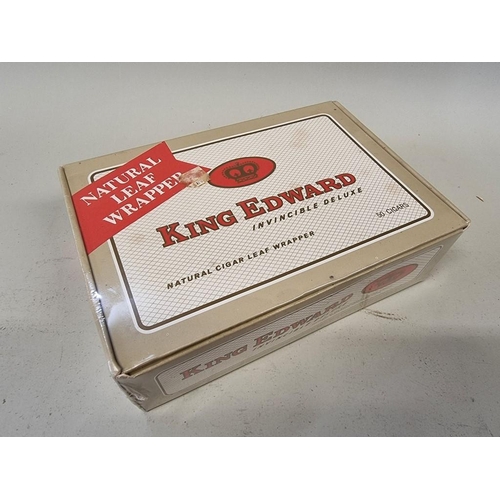 NATURAL
LEAF
WRAPPER
KING EDWARD
INVINCIBLE DELUXE
NATURAL CIGAR LEAF WRAPPER
50 CIGARS
KING EDWARD